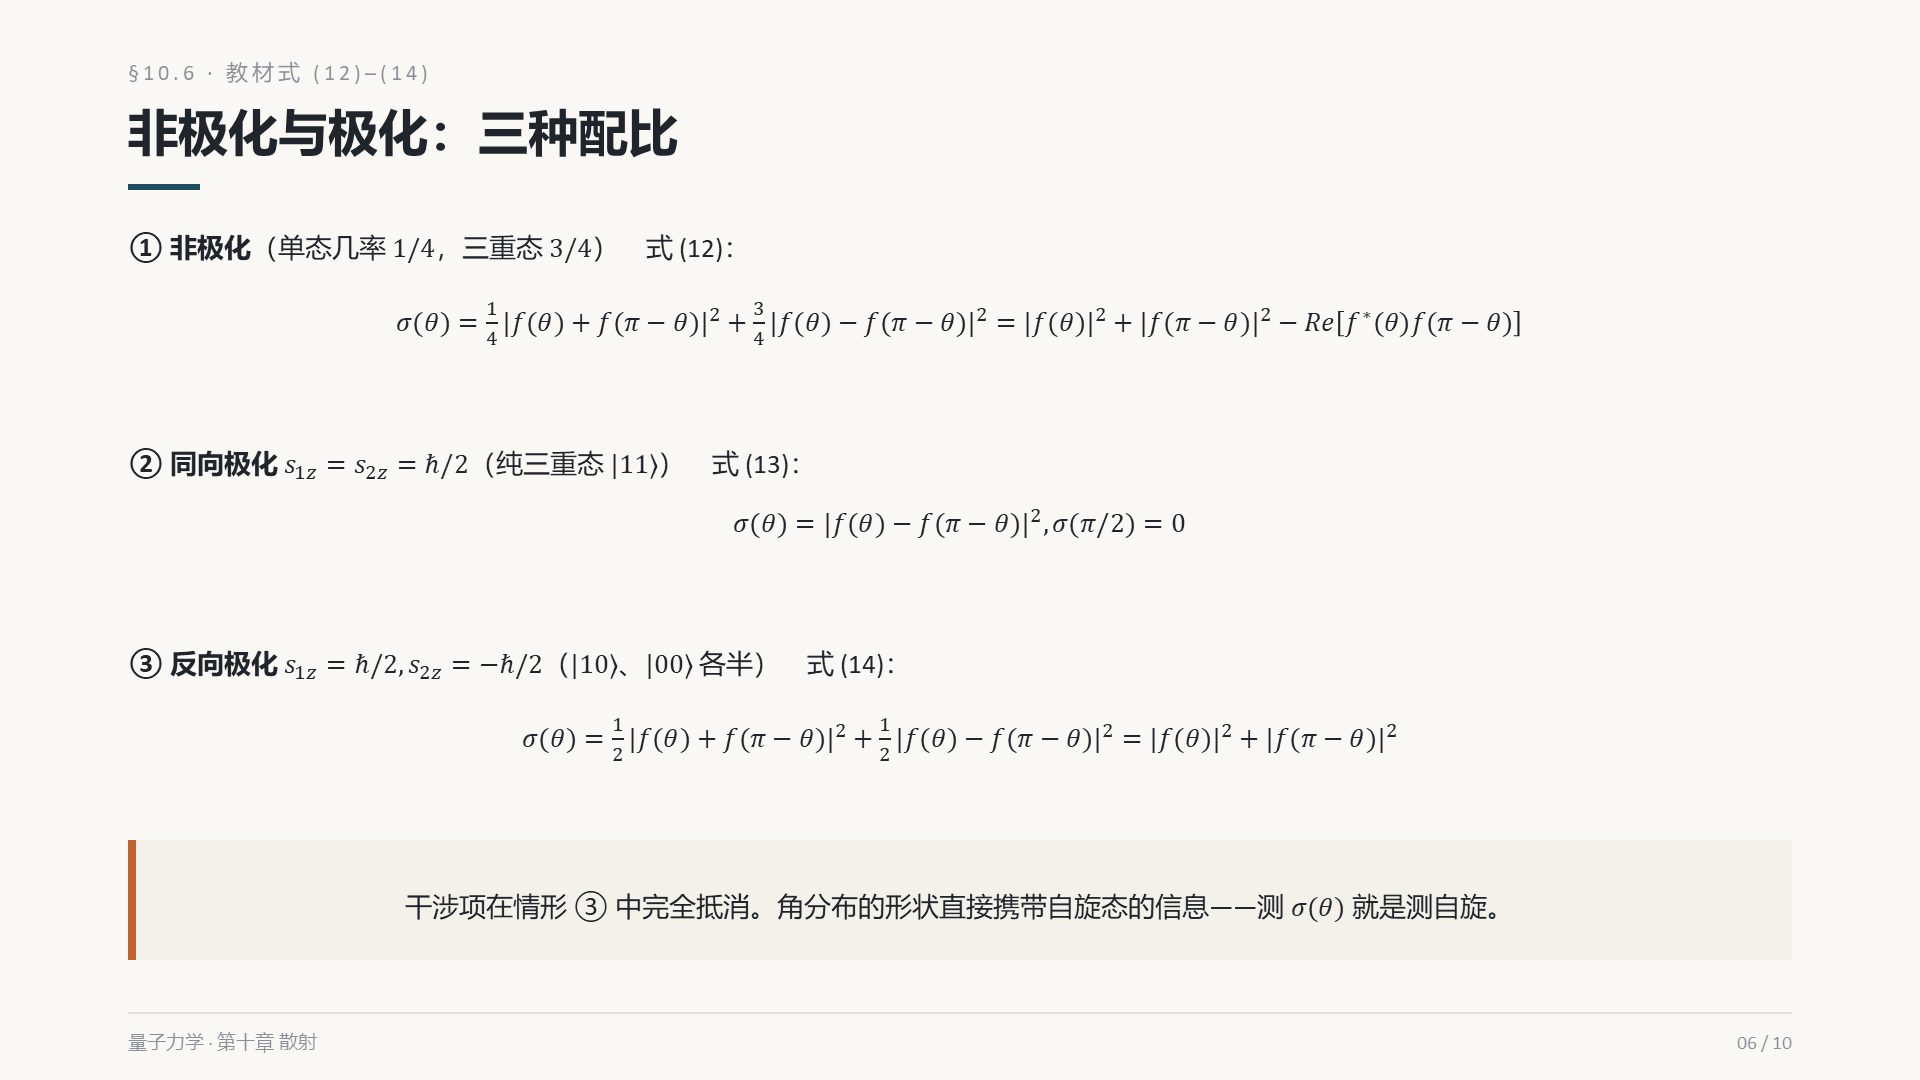 §10.6 · 教材式 (12)–(14)
非极化与极化：三种配比
① 非极化（单态几率 1/4，三重态 3/4）　式 (12)：
σ(θ) = 1/4|f(θ) + f(π − θ)|² + 3/4|f(θ) − f(π − θ)|² = |f(θ)|² + |f(π − θ)|² − Re[f*(θ)f(π − θ)]
② 同向极化 s₁z = s₂z = ℏ/2（纯三重态 |11⟩）　式 (13)：
σ(θ) = |f(θ) − f(π − θ)|², σ(π/2) = 0
③ 反向极化 s₁z = ℏ/2, s₂z = −ℏ/2（|10⟩、|00⟩ 各半）　式 (14)：
σ(θ) = 1/2|f(θ) + f(π − θ)|² + 1/2|f(θ) − f(π − θ)|² = |f(θ)|² + |f(π − θ)|²
干涉项在情形 ③ 中完全抵消。角分布的形状直接携带自旋态的信息——测 σ(θ) 就是测自旋。
量子力学 · 第十章 散射
06 / 10